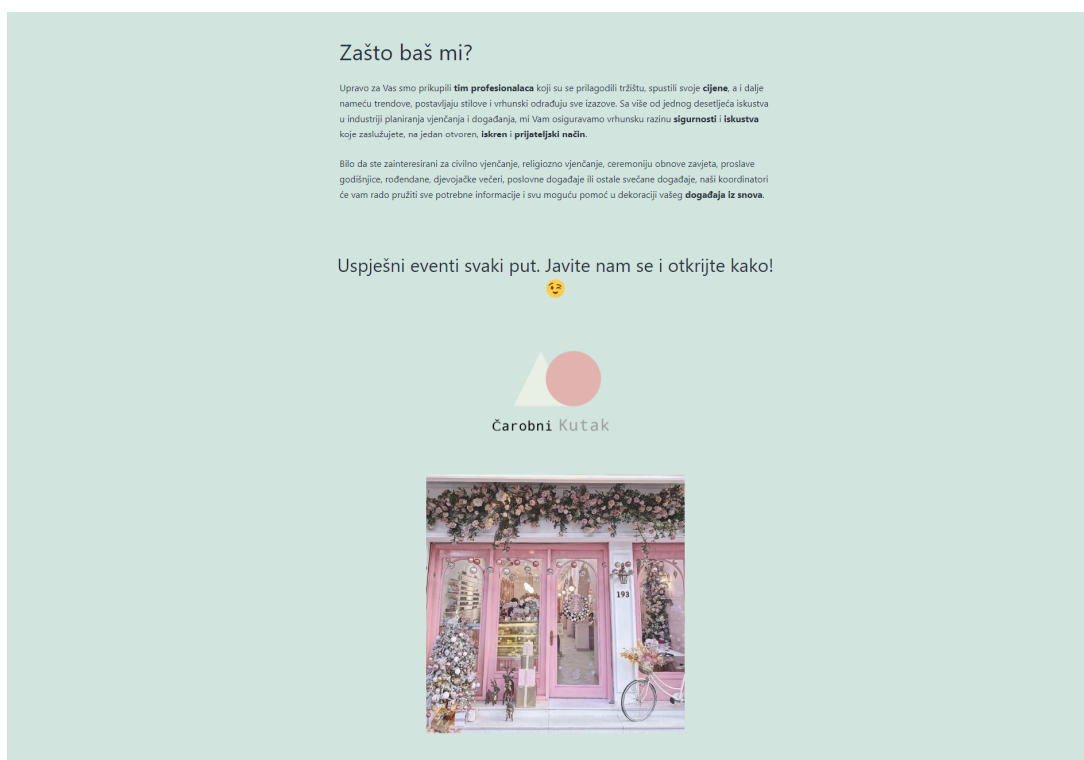 Zašto baš mi?
Upravo za Vas smo prikupili tim profesionalaca koji su se prilagodili tržištu, spustili svoje cijene, a i dalje
nameću trendove, postavljaju stilove i vrhunski odrađuju sve izazove. Sa više od jednog desetljeća iskustva
u industriji planiranja vjenčanja i događanja, mi Vam osiguravamo vrhunsku razinu sigurnosti i iskustva
koje zaslužujete, na jedan otvoren, iskren i prijateljski način.
Bilo da ste zainteresirani za civilno vjenčanje, religiozno vjenčanje, ceremoniju obnove zavjeta, proslave
godišnjice, rođendane, djevojačke večeri, poslovne događaje ili ostale svečane događaje, naši koordinatori
će vam rado pružiti sve potrebne informacije i svu moguću pomoć u dekoraciji vašeg događaja iz snova.
Uspješni eventi svaki put. Javite nam se i otkrijte kako!
😉
Čarobni Kutak
193